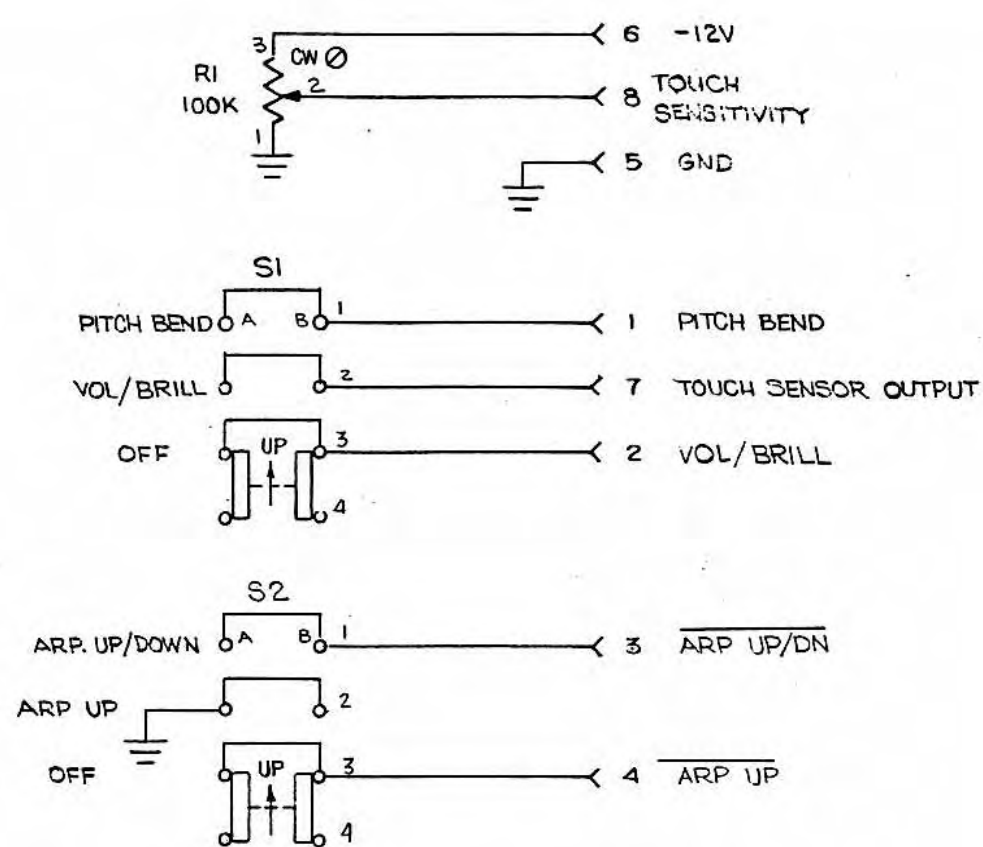 3 CW 6 -12V
R1 2 8 TOUCH
100K SENSITIVITY
1 5 GND
S1
PITCH BEND A B 1 1 PITCH BEND
VOL/BRILL 2 7 TOUCH SENSOR OUTPUT
OFF UP 3 2 VOL/BRILL
4
S2
ARP. UP/DOWN A B 1 3 ARP UP/DN
ARP UP 2
OFF UP 3 4 ARP UP
4